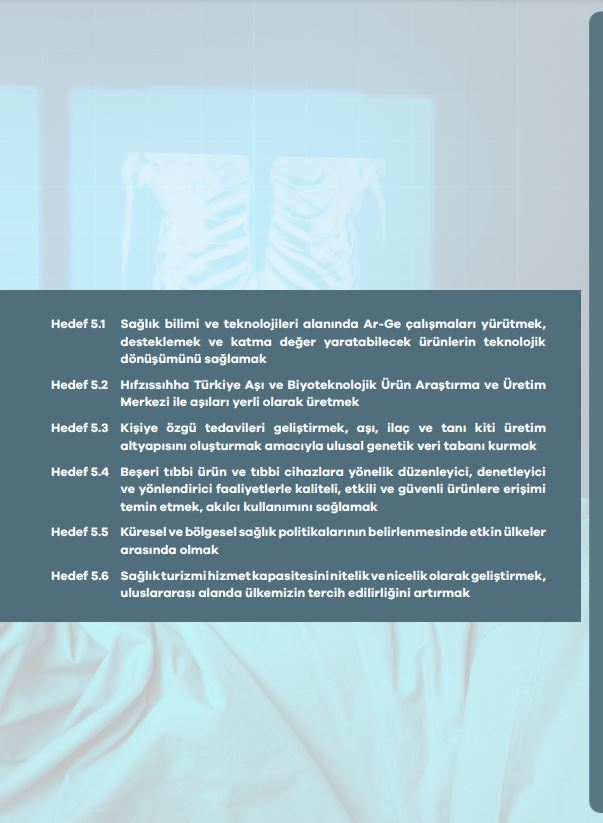 Hedef 5.1 Sağlık bilimi ve teknolojileri alanında Ar-Ge çalışmaları yürütmek,
desteklemek ve katma değer yaratabilecek ürünlerin teknolojik
dönüşümünü sağlamak
Hedef 5.2 Hıfzıssıhha Türkiye Aşı ve Biyoteknolojik Ürün Araştırma ve Üretim
Merkezi ile aşıları yerli olarak üretmek
Hedef 5.3 Kişiye özgü tedavileri geliştirmek, aşı, ilaç ve tanı kiti üretim
altyapısını oluşturmak amacıyla ulusal genetik veri tabanı kurmak
Hedef 5.4 Beşeri tıbbi ürün ve tıbbi cihazlara yönelik düzenleyici, denetleyici
ve yönlendirici faaliyetlerle kaliteli, etkili ve güvenli ürünlere erişimi
temin etmek, akılcı kullanımını sağlamak
Hedef 5.5 Küresel ve bölgesel sağlık politikalarının belirlenmesinde etkin ülkeler
arasında olmak
Hedef 5.6 Sağlık turizmi hizmet kapasitesini nitelik ve nicelik olarak geliştirmek,
uluslararası alanda ülkemizin tercih edilirliğini artırmak